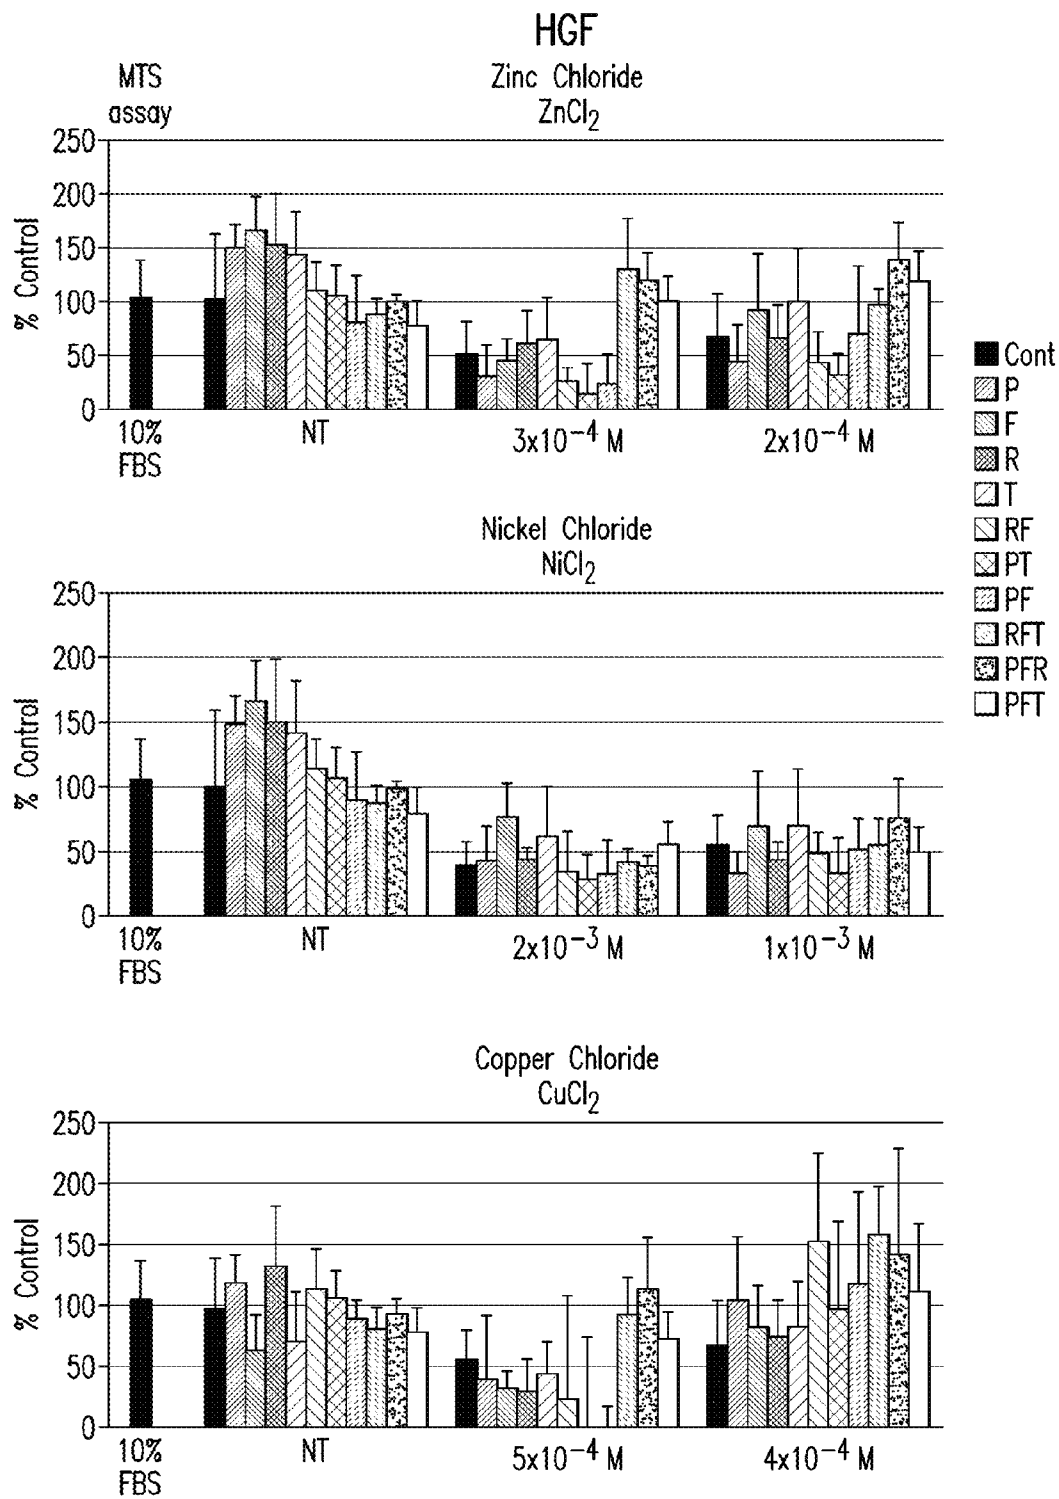 HGF
MTS
assay
Zinc Chloride
ZnCl₂
% Control
250
200
150
100
50
0
10%
FBS
NT
3x10⁻⁴ M
2x10⁻⁴ M
Cont
P
F
R
T
RF
PT
PF
RFT
PFR
PFT
Nickel Chloride
NiCl₂
% Control
250
200
150
100
50
0
10%
FBS
NT
2x10⁻³ M
1x10⁻³ M
Copper Chloride
CuCl₂
% Control
250
200
150
100
50
0
10%
FBS
NT
5x10⁻⁴ M
4x10⁻⁴ M